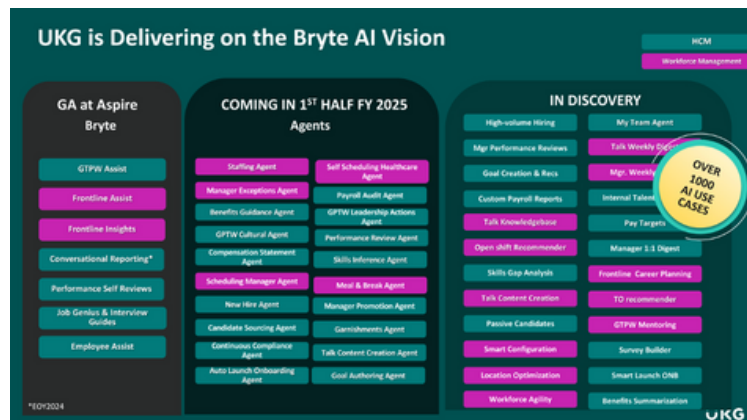 UKG is Delivering on the Bryte AI Vision
HCM
Workforce Management
GA at Aspire
Bryte
GTPW Assist
Frontline Assist
Frontline Insights
Conversational Reporting*
Performance Self Reviews
Job Genius & Interview
Guides
Employee Assist
*EOY2024
COMING IN 1ST HALF FY 2025
Agents
Staffing Agent
Manager Exceptions Agent
Benefits Guidance Agent
GPTW Cultural Agent
Compensation Statement
Agent
Scheduling Manager Agent
New Hire Agent
Candidate Sourcing Agent
Continuous Compliance
Agent
Auto Launch Onboarding
Agent
Self Scheduling Healthcare
Agent
Payroll Audit Agent
GPTW Leadership Actions
Agent
Performance Review Agent
Skills Inference Agent
Meal & Break Agent
Manager Promotion Agent
Garnishments Agent
Talk Content Creation Agent
Goal Authoring Agent
IN DISCOVERY
High-volume Hiring
Mgr Performance Reviews
Goal Creation & Recs
Custom Payroll Reports
Talk Knowledgebase
Open shift Recommender
Skills Gap Analysis
Talk Content Creation
Passive Candidates
Smart Configuration
Location Optimization
Workforce Agility
My Team Agent
Talk Weekly Digest
Mgr. Weekly
Internal Talent
Pay Targets
Manager 1:1 Digest
Frontline Career Planning
TO recommender
GTPW Mentoring
Survey Builder
Smart Launch ONB
Benefits Summarization
OVER
1000
AI USE
CASES
UKG